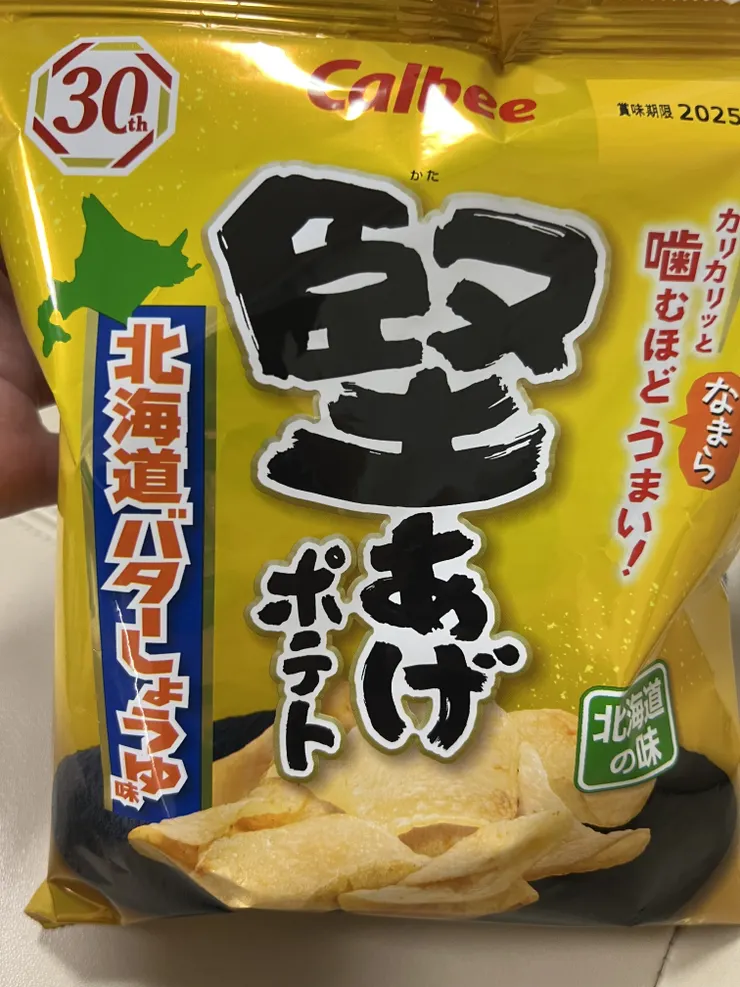 30th
Calbee
賞味期限 2025
かた
堅あげ
ポテト
北海道バターしょうゆ味
カリカリッと
噛むほどうまい!
なまら
北海道
の味